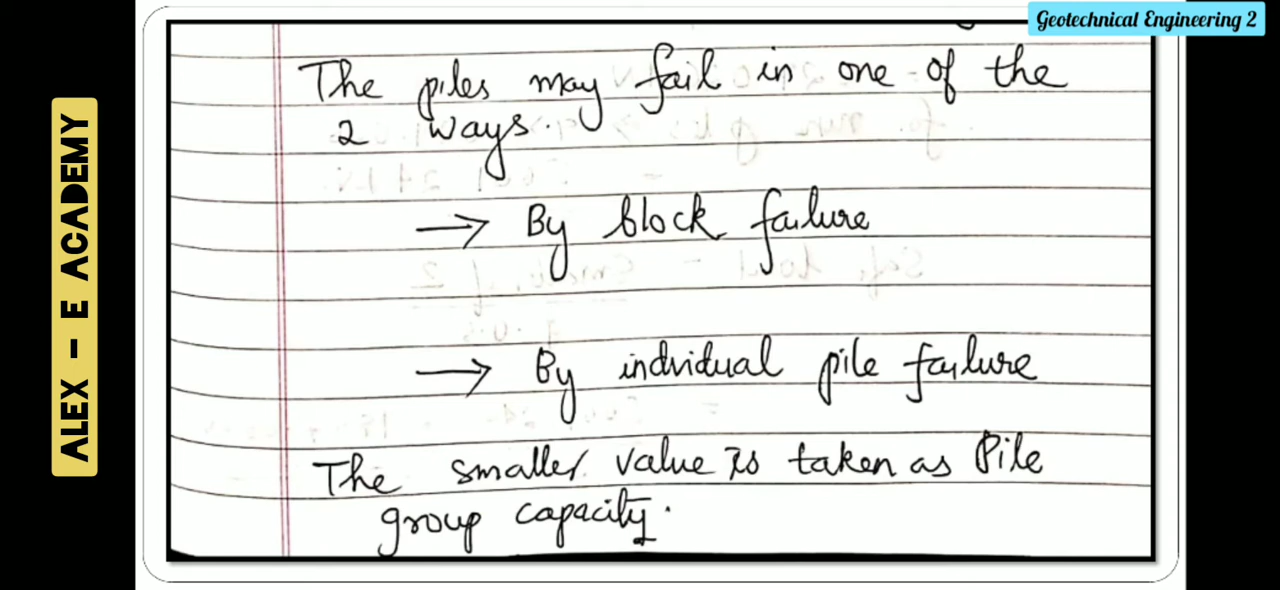 Geotechnical Engineering 2
ALEX - E ACADEMY
The piles may fail in one of the
2 ways.
→ By block failure
→ By individual pile failure
The smaller value is taken as Pile
group capacity.